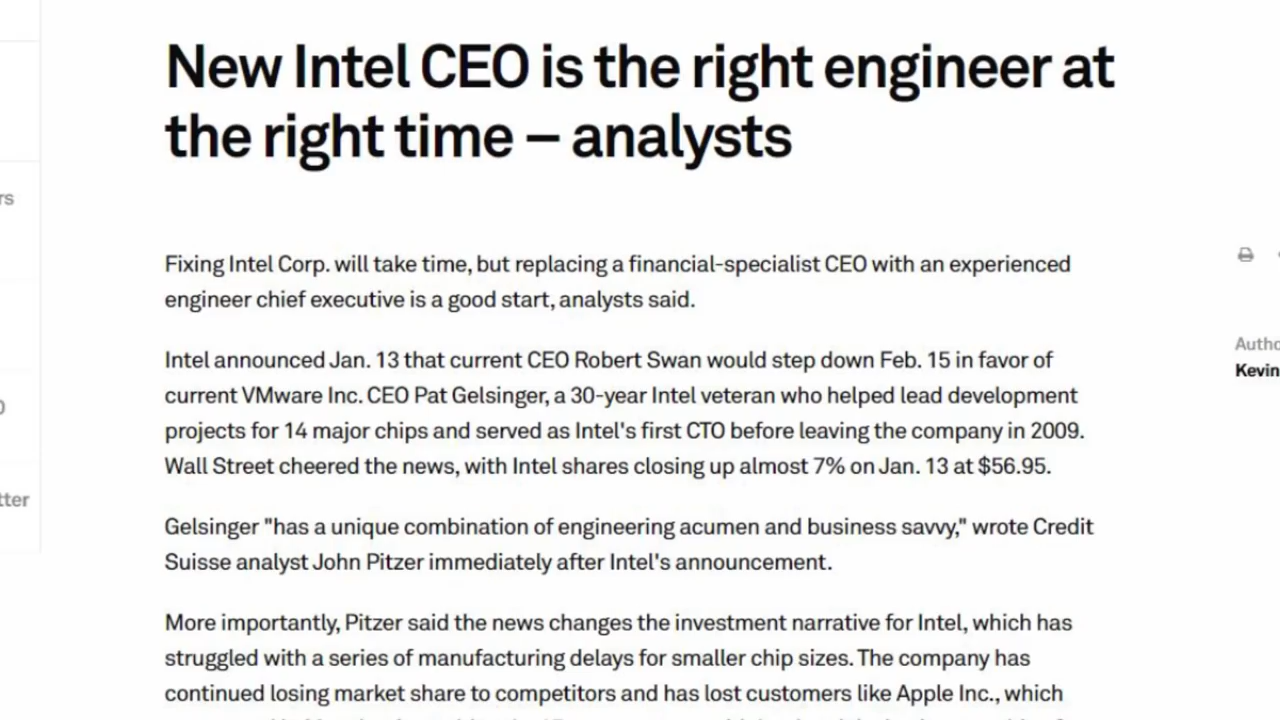 New Intel CEO is the right engineer at
the right time – analysts
rs
Fixing Intel Corp. will take time, but replacing a financial-specialist CEO with an experienced
engineer chief executive is a good start, analysts said.
Intel announced Jan. 13 that current CEO Robert Swan would step down Feb. 15 in favor of
Autho
current VMware Inc. CEO Pat Gelsinger, a 30-year Intel veteran who helped lead development
Kevin
projects for 14 major chips and served as Intel's first CTO before leaving the company in 2009.
Wall Street cheered the news, with Intel shares closing up almost 7% on Jan. 13 at $56.95.
tter
Gelsinger "has a unique combination of engineering acumen and business savvy," wrote Credit
Suisse analyst John Pitzer immediately after Intel's announcement.
More importantly, Pitzer said the news changes the investment narrative for Intel, which has
struggled with a series of manufacturing delays for smaller chip sizes. The company has
continued losing market share to competitors and has lost customers like Apple Inc., which